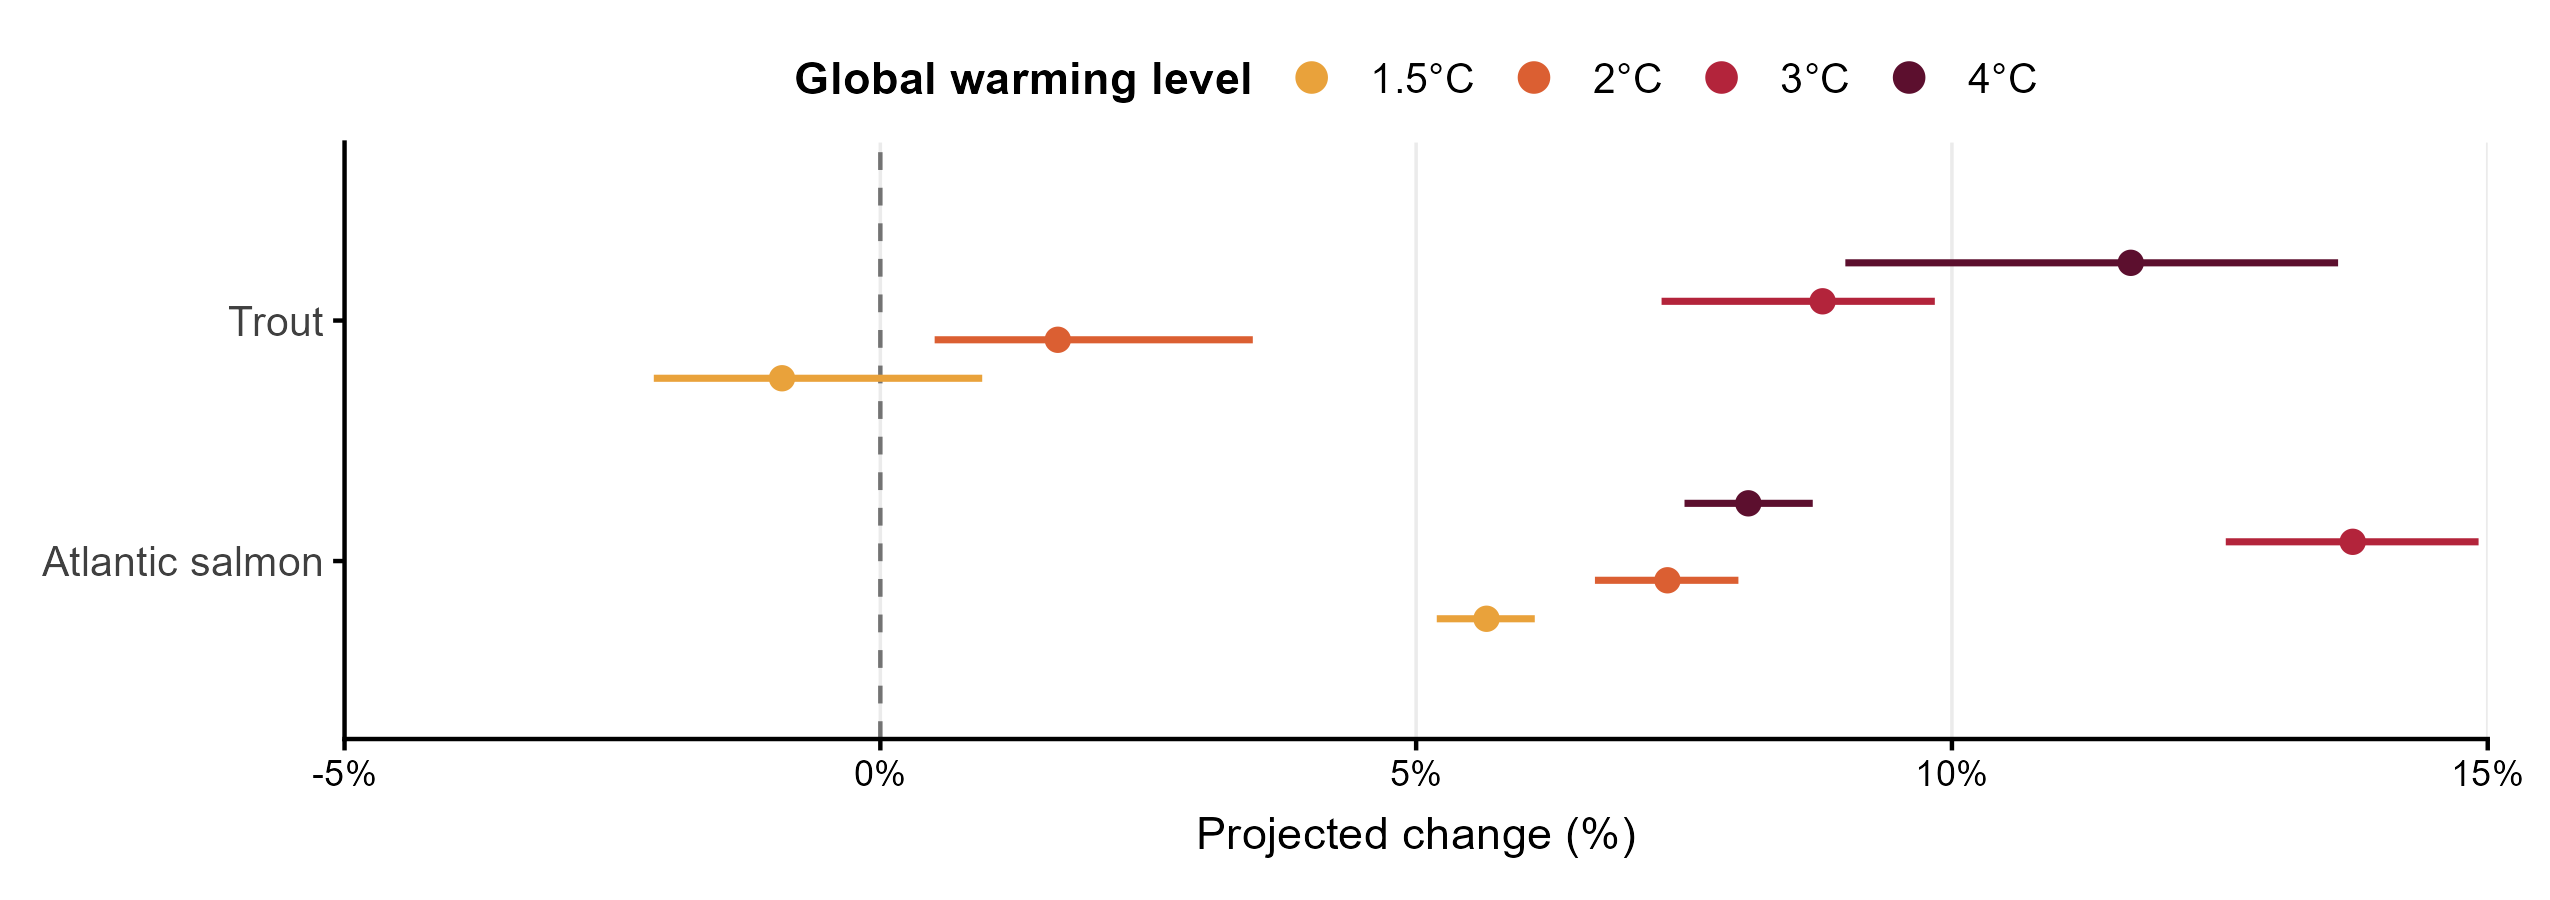 Global warming level 1.5°C 2°C 3°C 4°C
Trout
Atlantic salmon
-5% 0% 5% 10% 15%
Projected change (%)